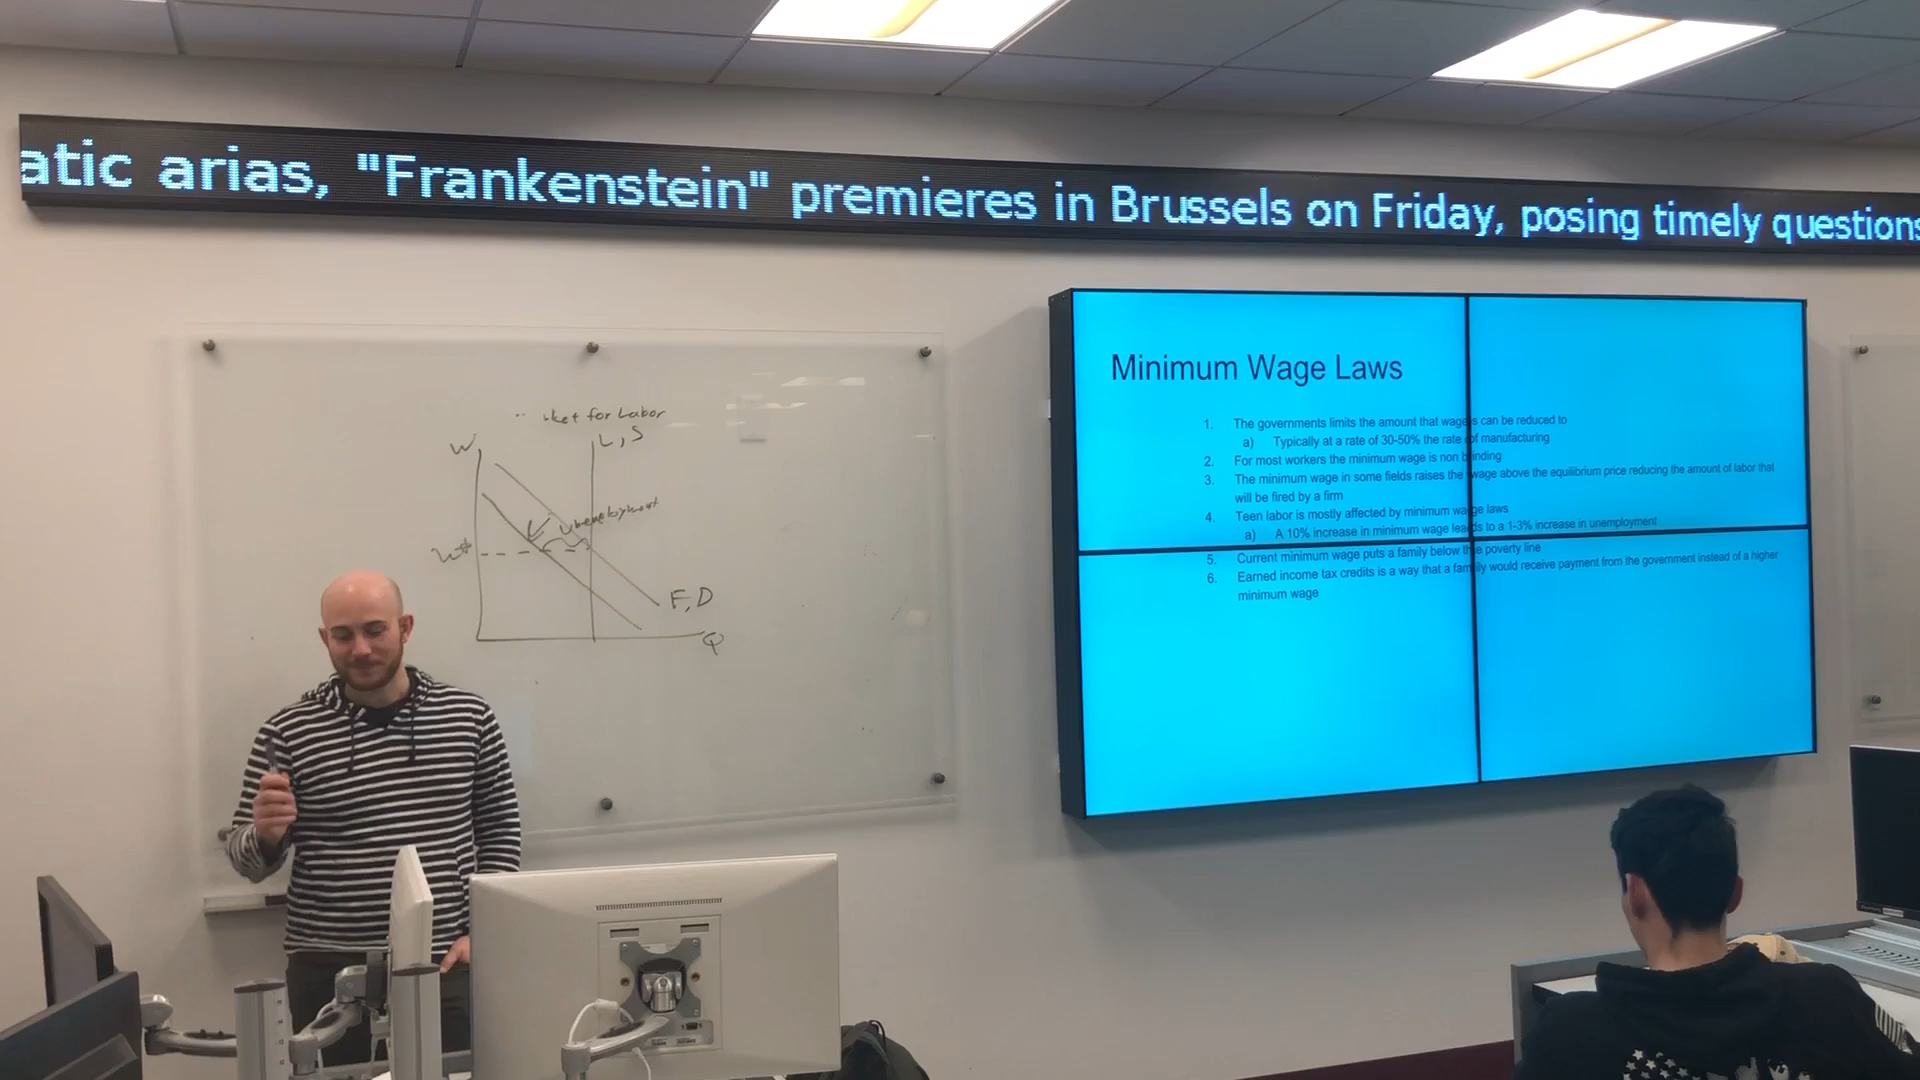 atic arias, "Frankenstein" premieres in Brussels on Friday, posing timely questions
ket for Labor
W
L, S
Unemployment
W*
F, D
Q
Minimum Wage Laws
1. The governments limits the amount that wages can be reduced to
a) Typically at a rate of 30-50% the rate of manufacturing
2. For most workers the minimum wage is non binding
3. The minimum wage in some fields raises the wage above the equilibrium price reducing the amount of labor that
will be fired by a firm
4. Teen labor is mostly affected by minimum wage laws
a) A 10% increase in minimum wage leads to a 1-3% increase in unemployment
5. Current minimum wage puts a family below the poverty line
6. Earned income tax credits is a way that a family would receive payment from the government instead of a higher
minimum wage